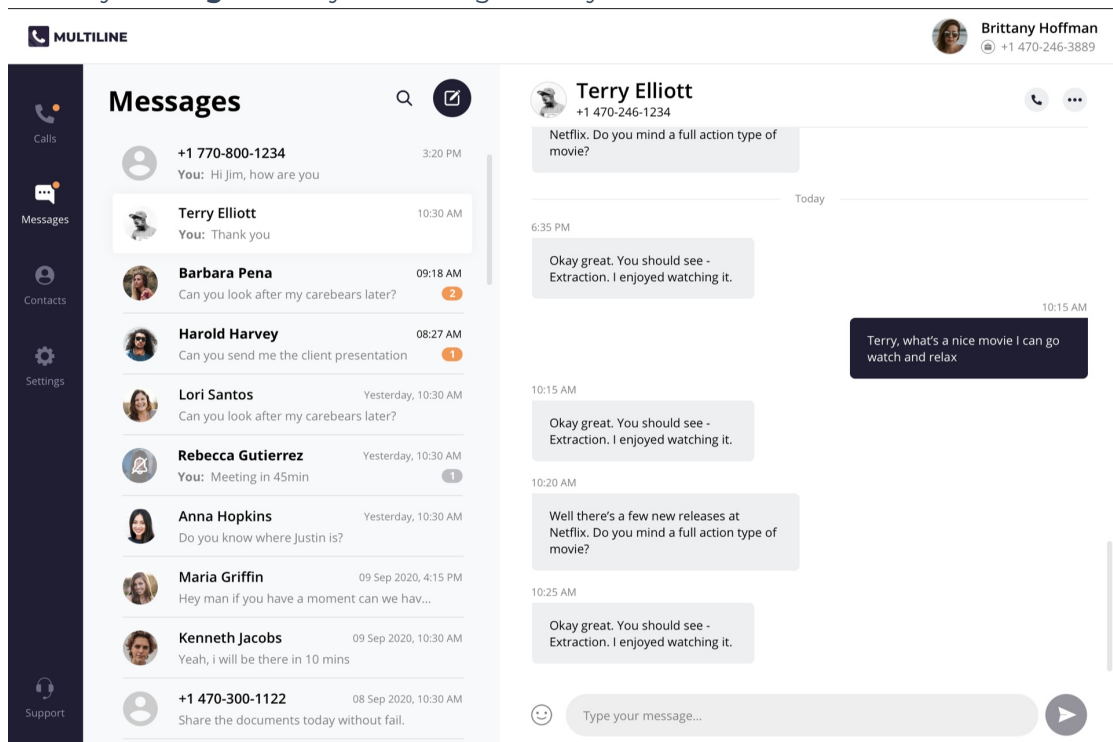 MULTILINE
Brittany Hoffman
+1 470-246-3889
Calls
Messages
Contacts
Settings
Support
Messages
+1 770-800-1234
3:20 PM
You: Hi Jim, how are you
Terry Elliott
10:30 AM
You: Thank you
Barbara Pena
09:18 AM
Can you look after my carebears later?
2
Harold Harvey
08:27 AM
Can you send me the client presentation
1
Lori Santos
Yesterday, 10:30 AM
Can you look after my carebears later?
Rebecca Gutierrez
Yesterday, 10:30 AM
You: Meeting in 45min
1
Anna Hopkins
Yesterday, 10:30 AM
Do you know where Justin is?
Maria Griffin
09 Sep 2020, 4:15 PM
Hey man if you have a moment can we hav...
Kenneth Jacobs
09 Sep 2020, 10:30 AM
Yeah, i will be there in 10 mins
+1 470-300-1122
08 Sep 2020, 10:30 AM
Share the documents today without fail.
Terry Elliott
+1 470-246-1234
Netflix. Do you mind a full action type of
movie?
Today
6:35 PM
Okay great. You should see -
Extraction. I enjoyed watching it.
10:15 AM
Terry, what's a nice movie I can go
watch and relax
10:15 AM
Okay great. You should see -
Extraction. I enjoyed watching it.
10:20 AM
Well there's a few new releases at
Netflix. Do you mind a full action type of
movie?
10:25 AM
Okay great. You should see -
Extraction. I enjoyed watching it.
Type your message...